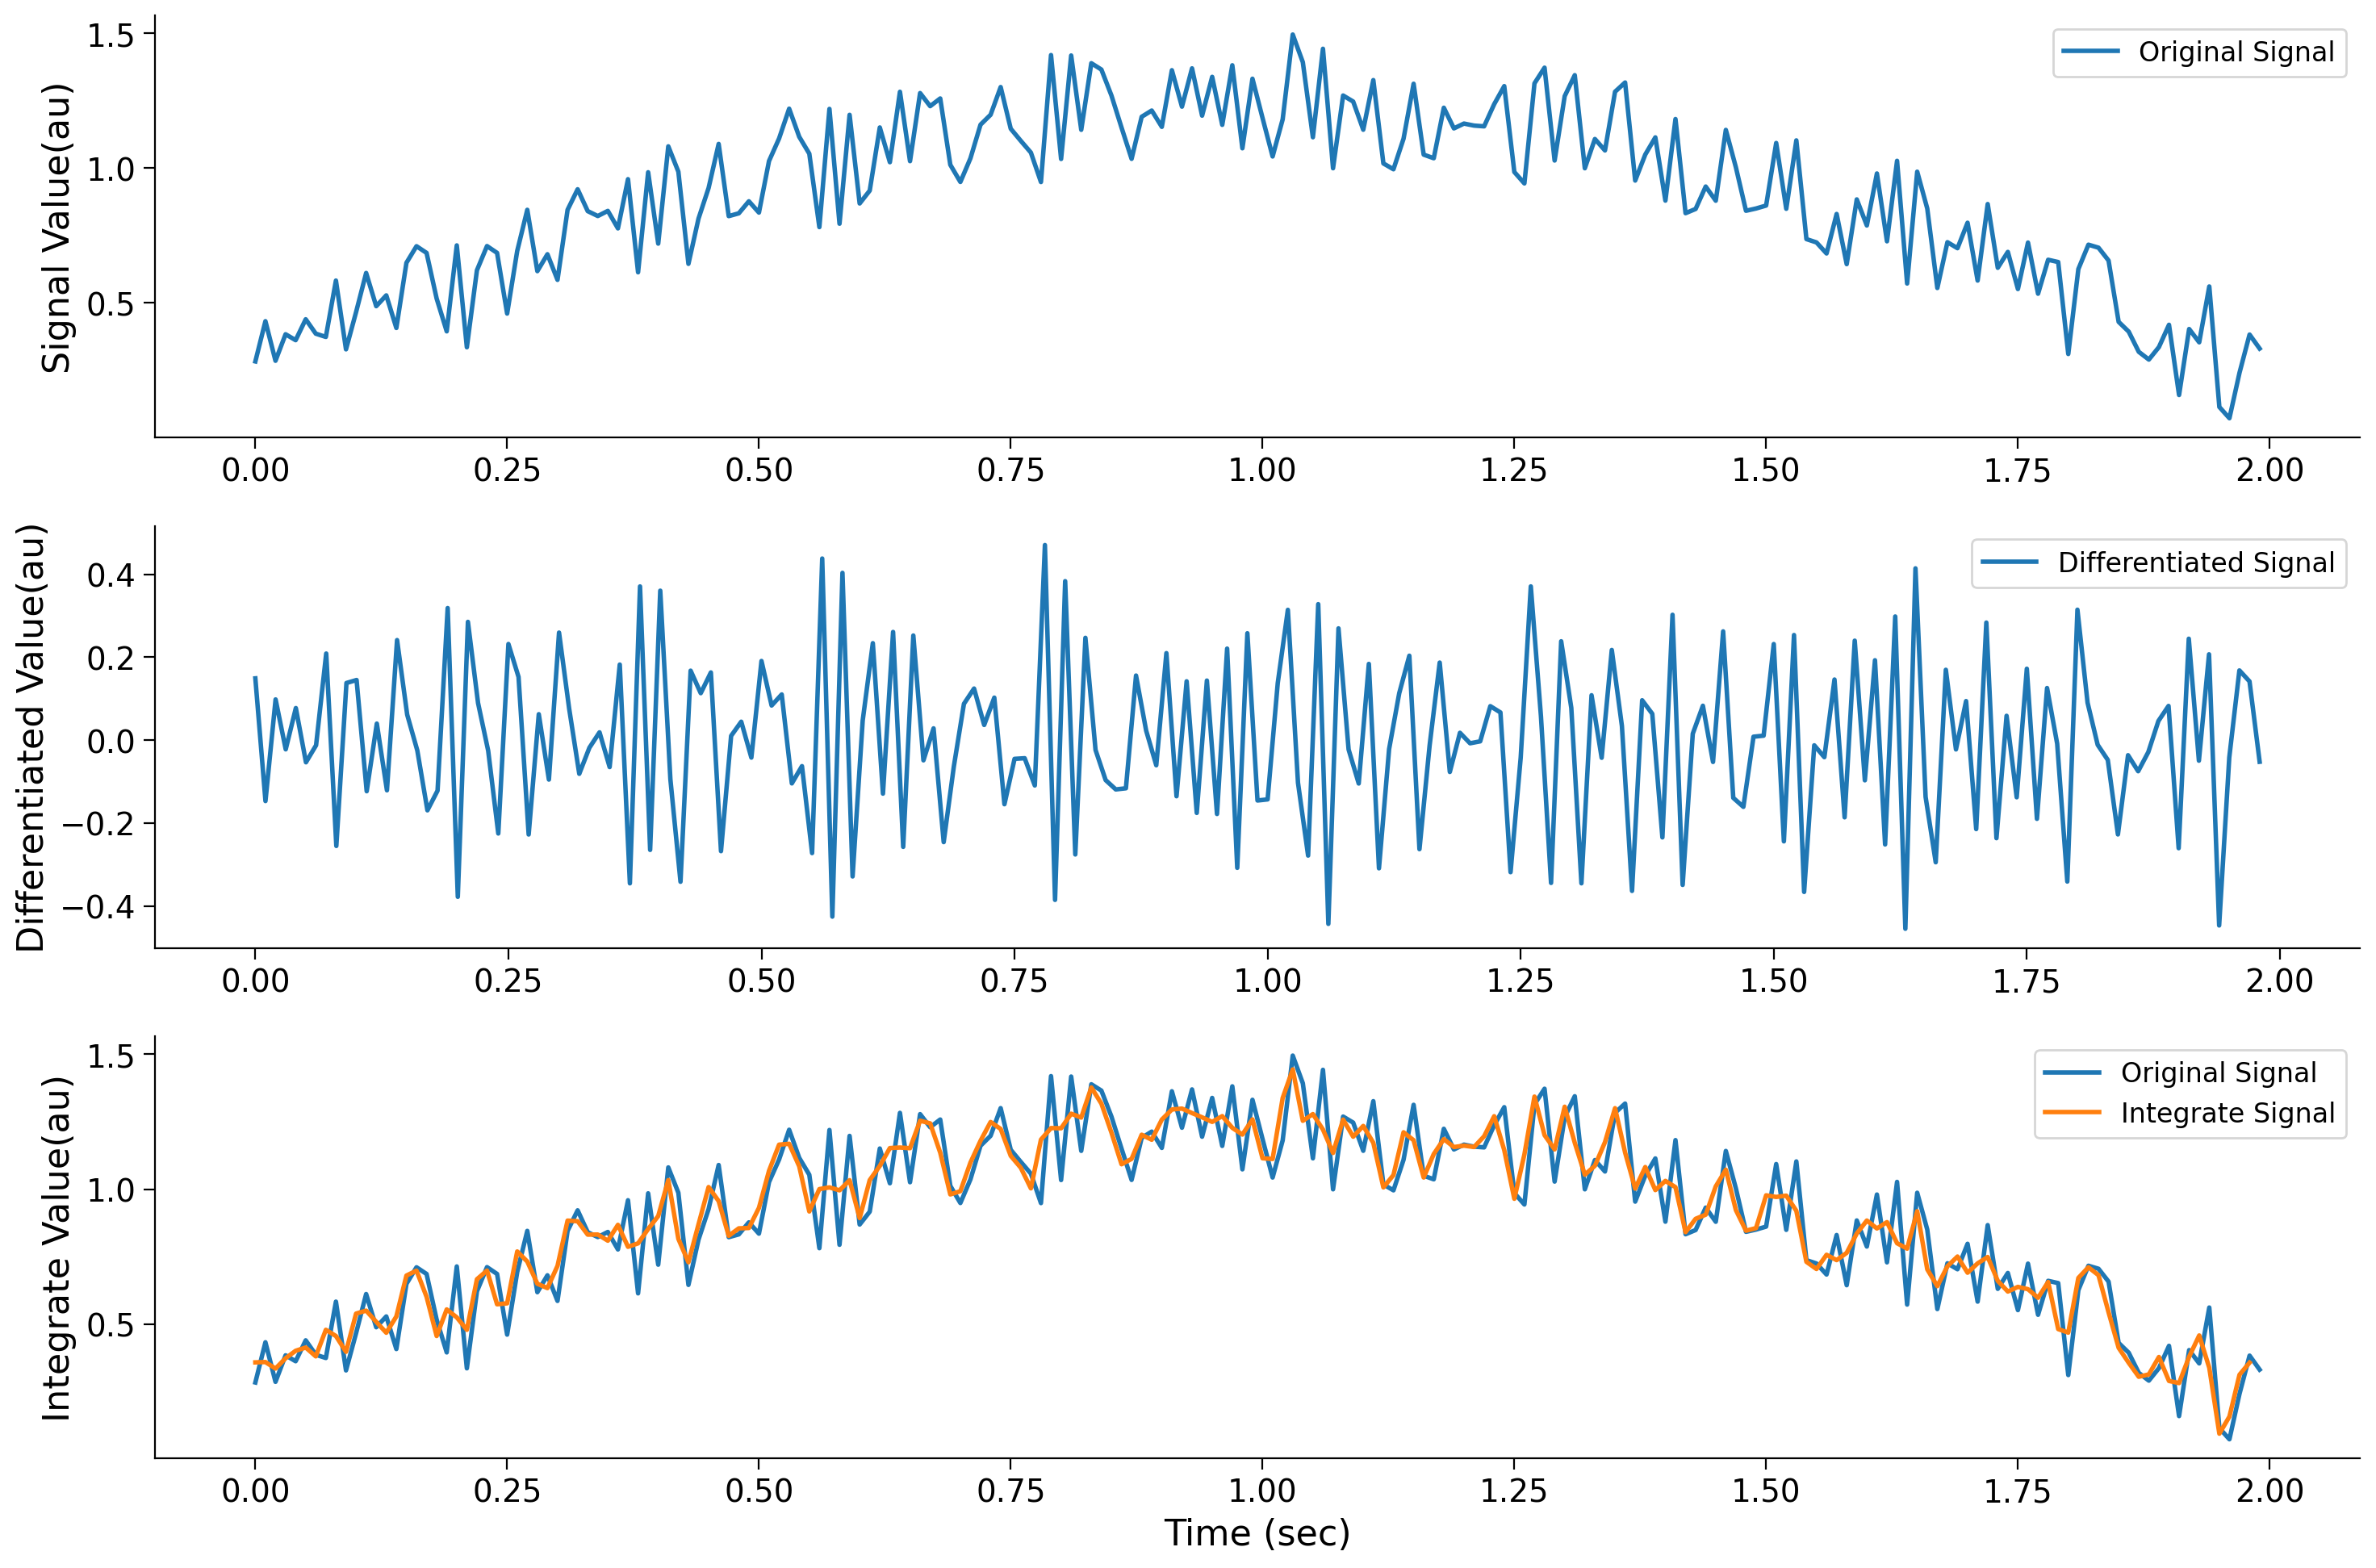 Signal Value(au)
1.5
1.0
0.5
Original Signal
0.00 0.25 0.50 0.75 1.00 1.25 1.50 1.75 2.00
Differentiated Value(au)
0.4
0.2
0.0
−0.2
−0.4
Differentiated Signal
0.00 0.25 0.50 0.75 1.00 1.25 1.50 1.75 2.00
Integrate Value(au)
1.5
1.0
0.5
Original Signal
Integrate Signal
0.00 0.25 0.50 0.75 1.00 1.25 1.50 1.75 2.00
Time (sec)